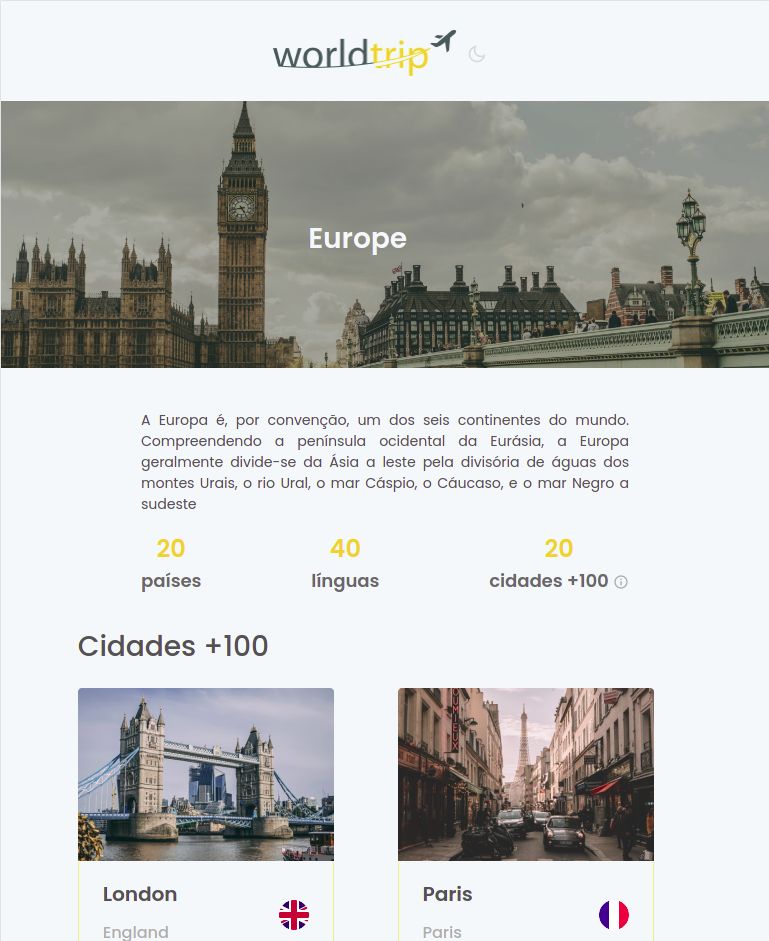 worldtrip
Europe
A Europa é, por convenção, um dos seis continentes do mundo.
Compreendendo a península ocidental da Eurásia, a Europa
geralmente divide-se da Ásia a leste pela divisória de águas dos
montes Urais, o rio Ural, o mar Cáspio, o Cáucaso, e o mar Negro a
sudeste
20 40 20
países línguas cidades +100
Cidades +100
London Paris
England Paris